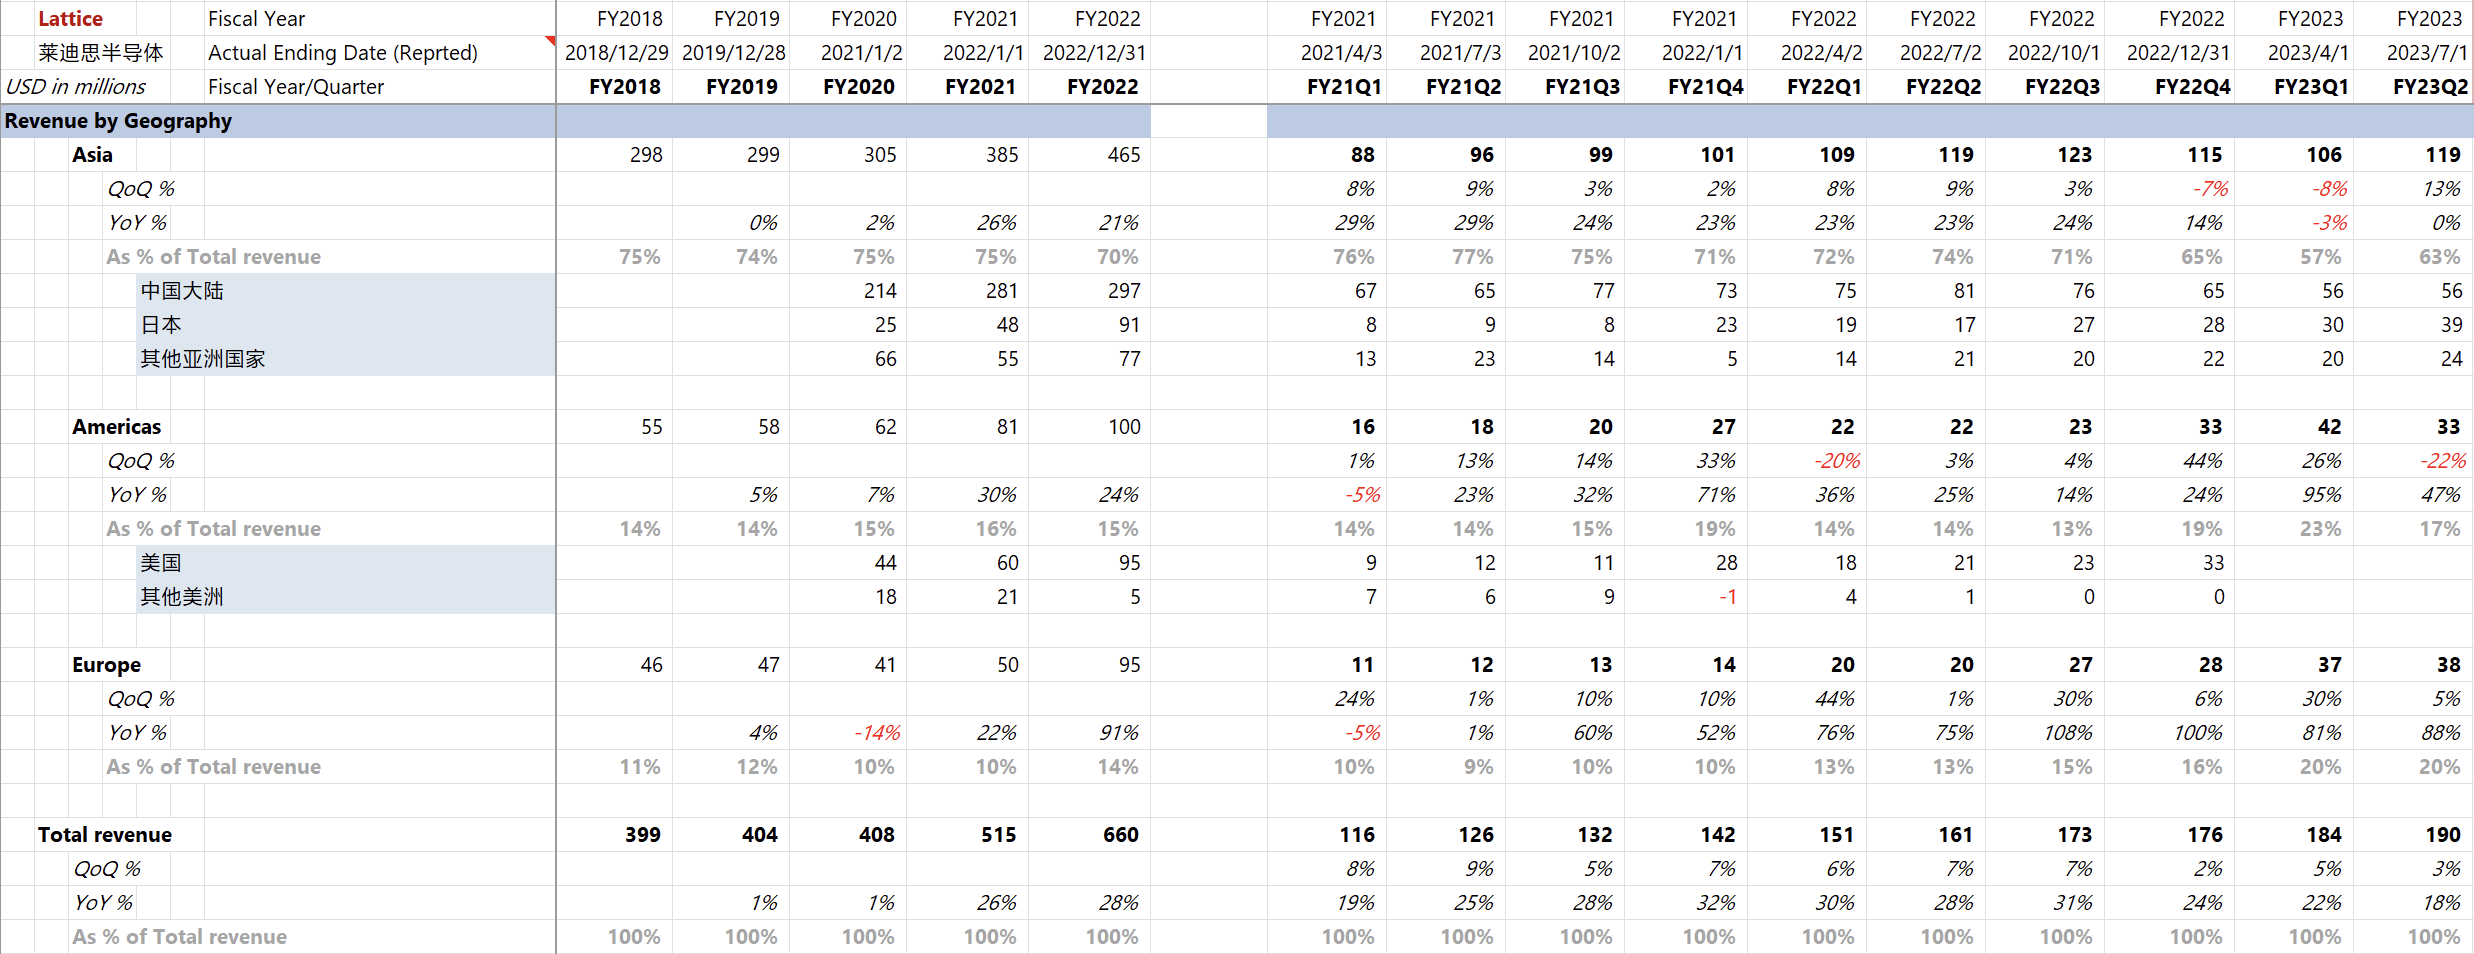 Lattice Fiscal Year FY2018 FY2019 FY2020 FY2021 FY2022 FY2021 FY2021 FY2021 FY2021 FY2022 FY2022 FY2022 FY2022 FY2023 FY2023
莱迪思半导体 Actual Ending Date (Reprted) 2018/12/29 2019/12/28 2021/1/2 2022/1/1 2022/12/31 2021/4/3 2021/7/3 2021/10/2 2022/1/1 2022/4/2 2022/7/2 2022/10/1 2022/12/31 2023/4/1 2023/7/1
USD in millions Fiscal Year/Quarter FY2018 FY2019 FY2020 FY2021 FY2022 FY21Q1 FY21Q2 FY21Q3 FY21Q4 FY22Q1 FY22Q2 FY22Q3 FY22Q4 FY23Q1 FY23Q2
Revenue by Geography
Asia 298 299 305 385 465 88 96 99 101 109 119 123 115 106 119
QoQ % 8% 9% 3% 2% 8% 9% 3% -7% -8% 13%
YoY % 0% 2% 26% 21% 29% 29% 24% 23% 23% 23% 24% 14% -3% 0%
As % of Total revenue 75% 74% 75% 75% 70% 76% 77% 75% 71% 72% 74% 71% 65% 57% 63%
中国大陆 214 281 297 67 65 77 73 75 81 76 65 56 56
日本 25 48 91 8 9 8 23 19 17 27 28 30 39
其他亚洲国家 66 55 77 13 23 14 5 14 21 20 22 20 24
Americas 55 58 62 81 100 16 18 20 27 22 22 23 33 42 33
QoQ % 1% 13% 14% 33% -20% 3% 4% 44% 26% -22%
YoY % 5% 7% 30% 24% -5% 23% 32% 71% 36% 25% 14% 24% 95% 47%
As % of Total revenue 14% 14% 15% 16% 15% 14% 14% 15% 19% 14% 14% 13% 19% 23% 17%
美国 44 60 95 9 12 11 28 18 21 23 33
其他美洲 18 21 5 7 6 9 -1 4 1 0 0
Europe 46 47 41 50 95 11 12 13 14 20 20 27 28 37 38
QoQ % 24% 1% 10% 10% 44% 1% 30% 6% 30% 5%
YoY % 4% -14% 22% 91% -5% 1% 60% 52% 76% 75% 108% 100% 81% 88%
As % of Total revenue 11% 12% 10% 10% 14% 10% 9% 10% 10% 13% 13% 15% 16% 20% 20%
Total revenue 399 404 408 515 660 116 126 132 142 151 161 173 176 184 190
QoQ % 8% 9% 5% 7% 6% 7% 7% 2% 5% 3%
YoY % 1% 1% 26% 28% 19% 25% 28% 32% 30% 28% 31% 24% 22% 18%
As % of Total revenue 100% 100% 100% 100% 100% 100% 100% 100% 100% 100% 100% 100% 100% 100% 100%